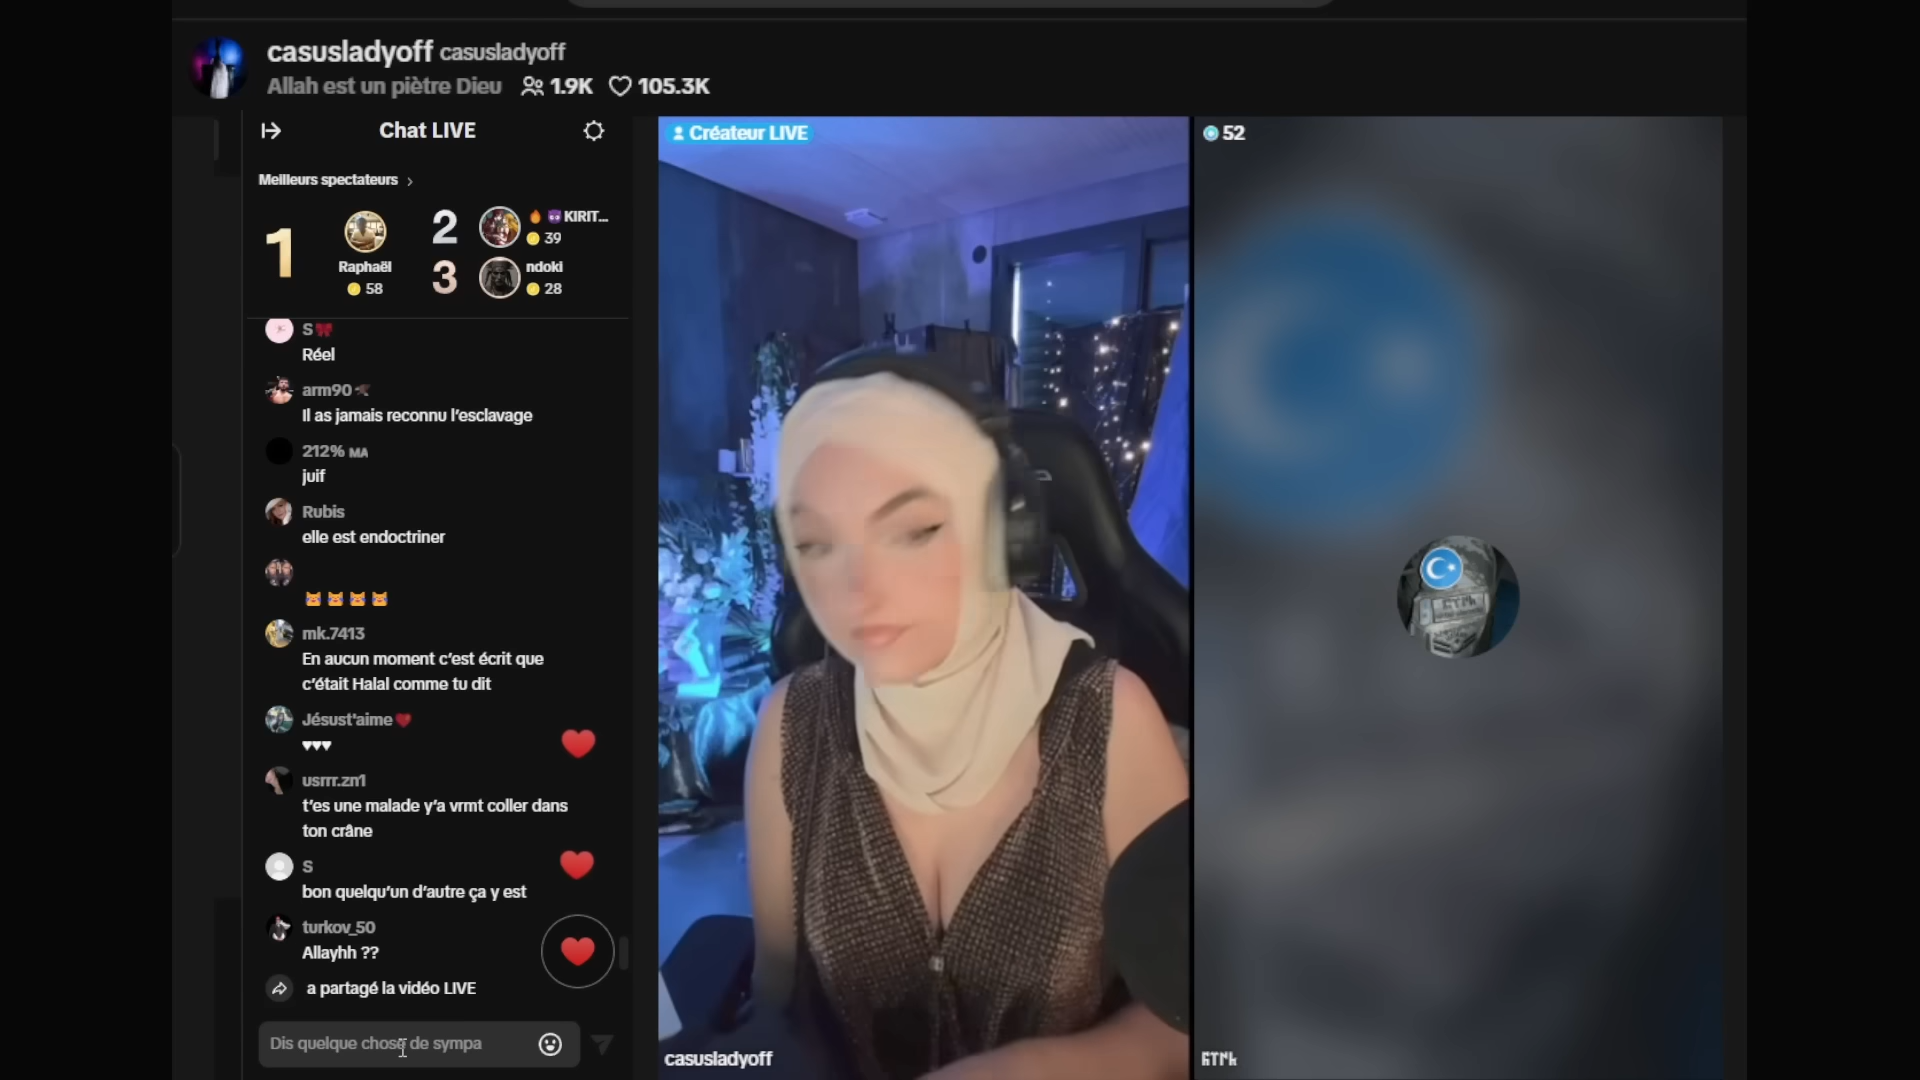 casusladyoff casusladyoff
Allah est un piètre Dieu 1.9K 105.3K
Chat LIVE
Meilleurs spectateurs >
1
Raphaël
58
2
KIRIT...
39
3
ndoki
28
S
Réel
arm90
Il as jamais reconnu l'esclavage
212% MA
juif
Rubis
elle est endoctriner
mk.7413
En aucun moment c'est écrit que
c'était Halal comme tu dit
Jésust'aime
♥♥♥
usrrr.zn1
t'es une malade y'a vrmt coller dans
ton crâne
S
bon quelqu'un d'autre ça y est
turkov_50
Allayhh ??
a partagé la vidéo LIVE
Dis quelque chose de sympa
Créateur LIVE
casusladyoff
52